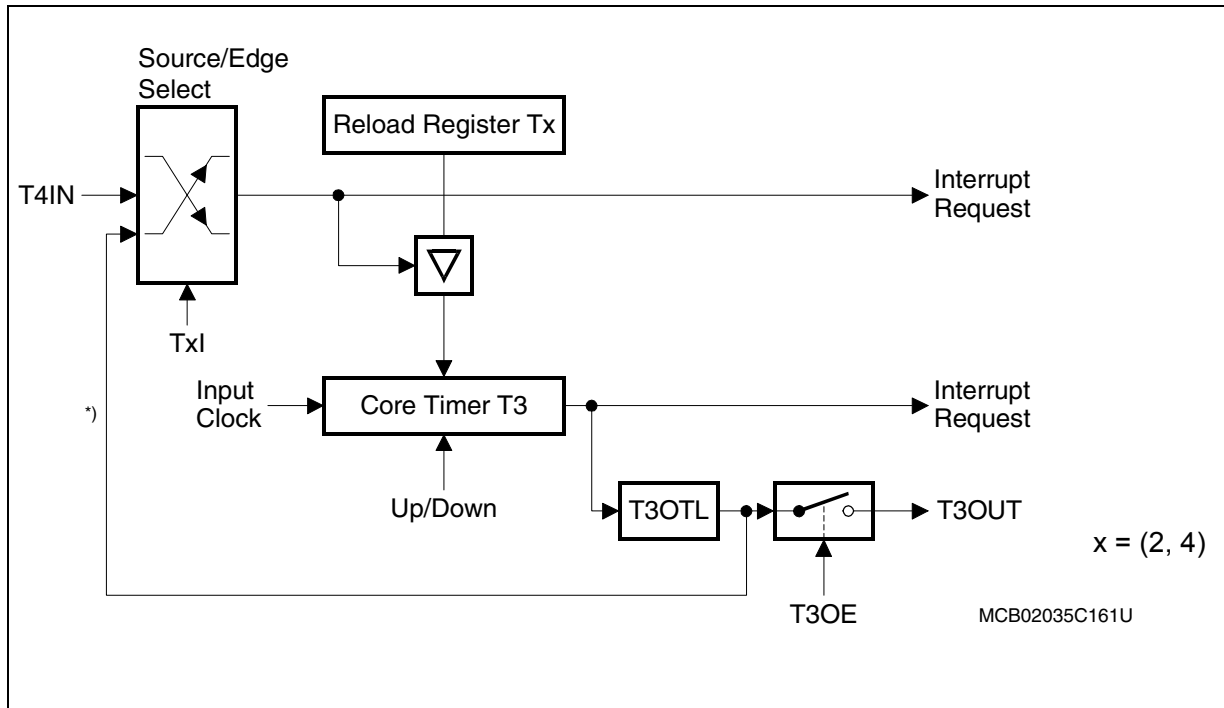 Source/Edge
Select
Reload Register Tx
T4IN
Interrupt
Request
TxI
Input
Clock
Core Timer T3
Interrupt
Request
*)
Up/Down
T3OTL
T3OUT
x = (2, 4)
T3OE
MCB02035C161U